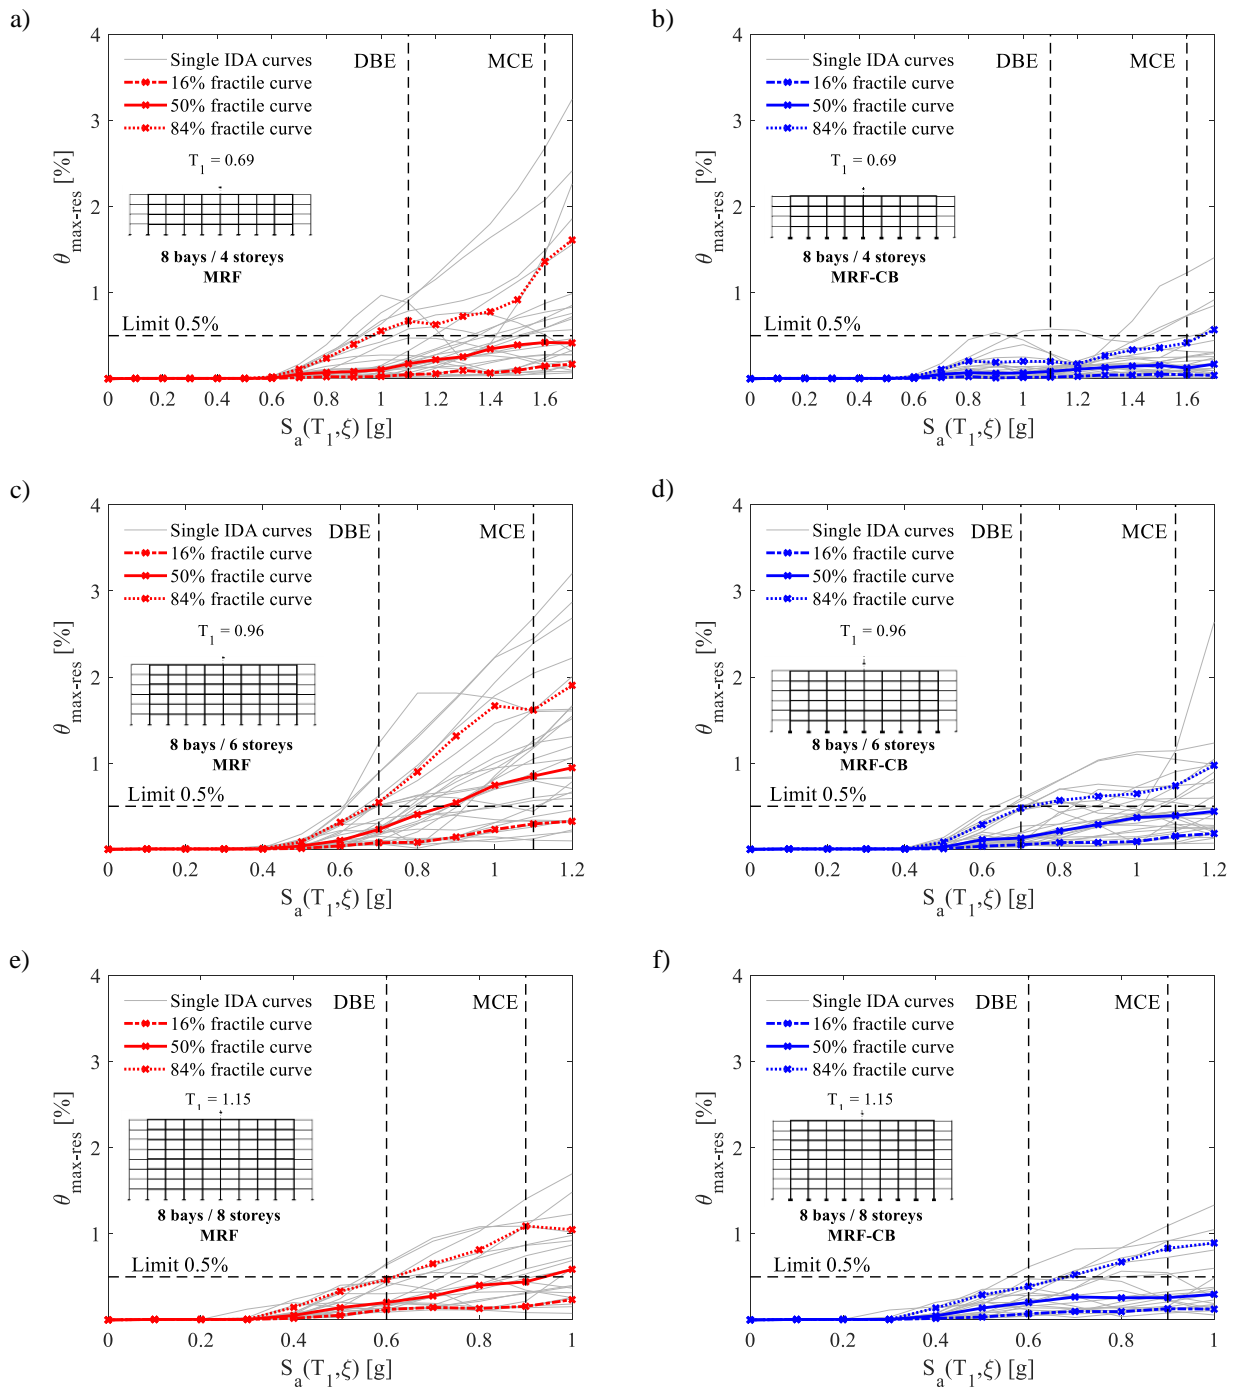 a)
4
3
2
1
0
θmax-res [%]
DBE
MCE
Single IDA curves
16% fractile curve
50% fractile curve
84% fractile curve
T1 = 0.69
8 bays / 4 storeys
MRF
Limit 0.5%
0 0.2 0.4 0.6 0.8 1 1.2 1.4 1.6
Sa(T1,ξ) [g]
b)
4
3
2
1
0
θmax-res [%]
DBE
MCE
Single IDA curves
16% fractile curve
50% fractile curve
84% fractile curve
T1 = 0.69
8 bays / 4 storeys
MRF-CB
Limit 0.5%
0 0.2 0.4 0.6 0.8 1 1.2 1.4 1.6
Sa(T1,ξ) [g]
c)
4
3
2
1
0
θmax-res [%]
DBE
MCE
Single IDA curves
16% fractile curve
50% fractile curve
84% fractile curve
T1 = 0.96
8 bays / 6 storeys
MRF
Limit 0.5%
0 0.2 0.4 0.6 0.8 1 1.2
Sa(T1,ξ) [g]
d)
4
3
2
1
0
θmax-res [%]
DBE
MCE
Single IDA curves
16% fractile curve
50% fractile curve
84% fractile curve
T1 = 0.96
8 bays / 6 storeys
MRF-CB
Limit 0.5%
0 0.2 0.4 0.6 0.8 1 1.2
Sa(T1,ξ) [g]
e)
4
3
2
1
0
θmax-res [%]
DBE
MCE
Single IDA curves
16% fractile curve
50% fractile curve
84% fractile curve
T1 = 1.15
8 bays / 8 storeys
MRF
Limit 0.5%
0 0.2 0.4 0.6 0.8 1
Sa(T1,ξ) [g]
f)
4
3
2
1
0
θmax-res [%]
DBE
MCE
Single IDA curves
16% fractile curve
50% fractile curve
84% fractile curve
T1 = 1.15
8 bays / 8 storeys
MRF-CB
Limit 0.5%
0 0.2 0.4 0.6 0.8 1
Sa(T1,ξ) [g]